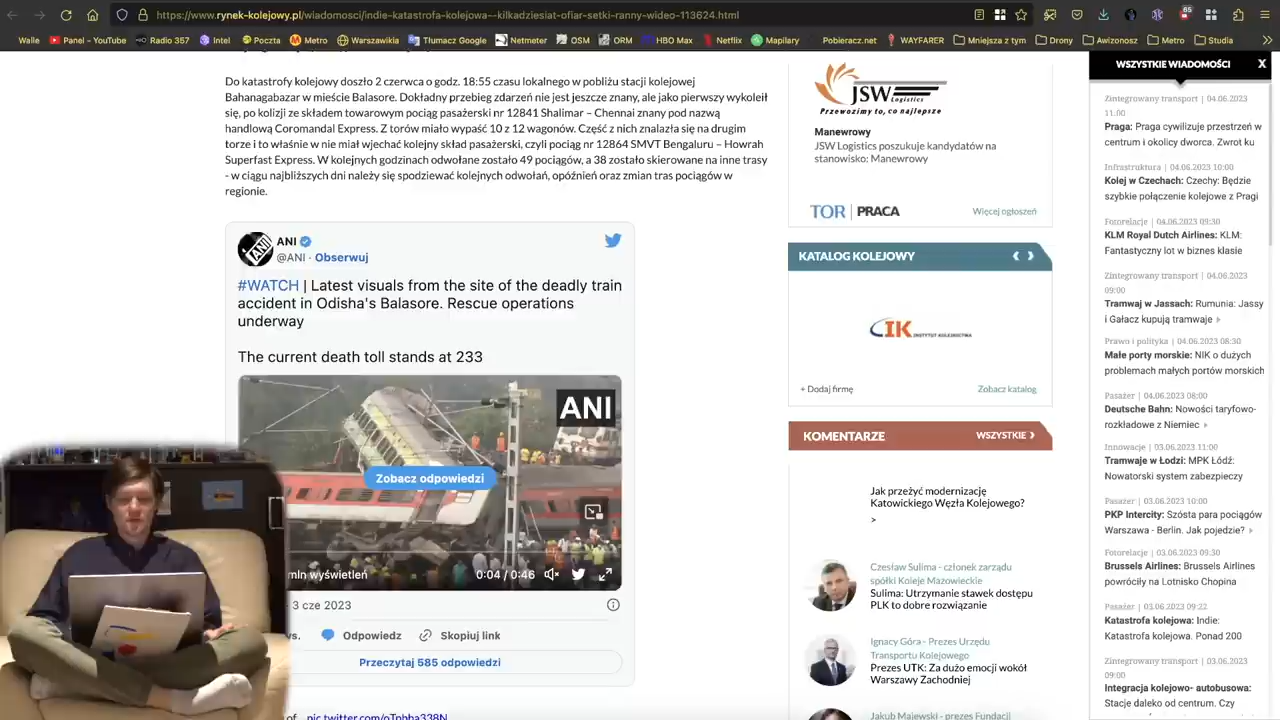 https://www.rynek-kolejowy.pl/wiadomosci/indie-katastrofa-kolejowa--kilkadziesiat-ofiar-setki-rannych-wideo-113624.html
65
Walle
Panel – YouTube
Radio 357
Intel
Poczta
Metro
Warszawikia
Tłumacz Google
Netmeter
OSM
ORM
HBO Max
Netflix
Mapilary
Pobieracz.net
WAYFARER
Mniejsza z tym
Drony
Awizonosz
Metro
Studia
Do katastrofy kolejowy doszło 2 czerwca o godz. 18:55 czasu lokalnego w pobliżu stacji kolejowej
Bahanagabazar w mieście Balasore. Dokładny przebieg zdarzeń nie jest jeszcze znany, ale jako pierwszy wykoleił
się, po kolizji ze składem towarowym pociąg pasażerski nr 12841 Shalimar – Chennai znany pod nazwą
handlową Coromandal Express. Z torów miało wypaść 10 z 12 wagonów. Część z nich znalazła się na drugim
torze i to właśnie w nie miał wjechać kolejny skład pasażerski, czyli pociąg nr 12864 SMVT Bengaluru – Howrah
Superfast Express. W kolejnych godzinach odwołane zostało 49 pociągów, a 38 zostało skierowane na inne trasy
- w ciągu najbliższych dni należy się spodziewać kolejnych odwołań, opóźnień oraz zmian tras pociągów w
regionie.
ANI
ANI
@ANI · Obserwuj
#WATCH | Latest visuals from the site of the deadly train
accident in Odisha's Balasore. Rescue operations
underway
The current death toll stands at 233
ANI
Zobacz odpowiedzi
mln wyświetleń
0:04 / 0:46
· 3 cze 2023
ys.
Odpowiedz
Skopiuj link
Przeczytaj 585 odpowiedzi
of pic.twitter.com/oTnhha338N
JSW
Logistics
Przewozimy to, co najlepsze
Manewrowy
JSW Logistics poszukuje kandydatów na
stanowisko: Manewrowy
TOR | PRACA
Więcej ogłoszeń
KATALOG KOLEJOWY
IK INSTYTUT KOLEJNICTWA
+ Dodaj firmę
Zobacz katalog
KOMENTARZE
WSZYSTKIE
Jak przeżyć modernizację
Katowickiego Węzła Kolejowego?
>
Czesław Sulima - członek zarządu
spółki Koleje Mazowieckie
Sulima: Utrzymanie stawek dostępu
PLK to dobre rozwiązanie
Ignacy Góra - Prezes Urzędu
Transportu Kolejowego
Prezes UTK: Za dużo emocji wokół
Warszawy Zachodniej
Jakub Majewski - prezes Fundacji
WSZYSTKIE WIADOMOŚCI
X
Zintegrowany transport | 04.06.2023
11:00
Praga: Praga cywilizuje przestrzeń w
centrum i okolicy dworca. Zwrot ku
Infrastruktura | 04.06.2023 10:00
Kolej w Czechach: Czechy: Będzie
szybkie połączenie kolejowe z Pragi
Fotorelacje | 04.06.2023 09:30
KLM Royal Dutch Airlines: KLM:
Fantastyczny lot w biznes klasie
Zintegrowany transport | 04.06.2023
09:00
Tramwaj w Jassach: Rumunia: Jassy
i Gałacz kupują tramwaje
Prawo i polityka | 04.06.2023 08:30
Małe porty morskie: NIK o dużych
problemach małych portów morskich
Pasażer | 04.06.2023 08:00
Deutsche Bahn: Nowości taryfowo-
rozkładowe z Niemiec
Innowacje | 03.06.2023 11:00
Tramwaje w Łodzi: MPK Łódź:
Nowatorski system zabezpieczy
Pasażer | 03.06.2023 10:00
PKP Intercity: Szósta para pociągów
Warszawa - Berlin. Jak pojedzie?
Fotorelacje | 03.06.2023 09:30
Brussels Airlines: Brussels Airlines
powróciły na Lotnisko Chopina
Pasażer | 03.06.2023 09:22
Katastrofa kolejowa: Indie:
Katastrofa kolejowa. Ponad 200
Zintegrowany transport | 03.06.2023
09:00
Integracja kolejowo- autobusowa:
Stacje daleko od centrum. Czy